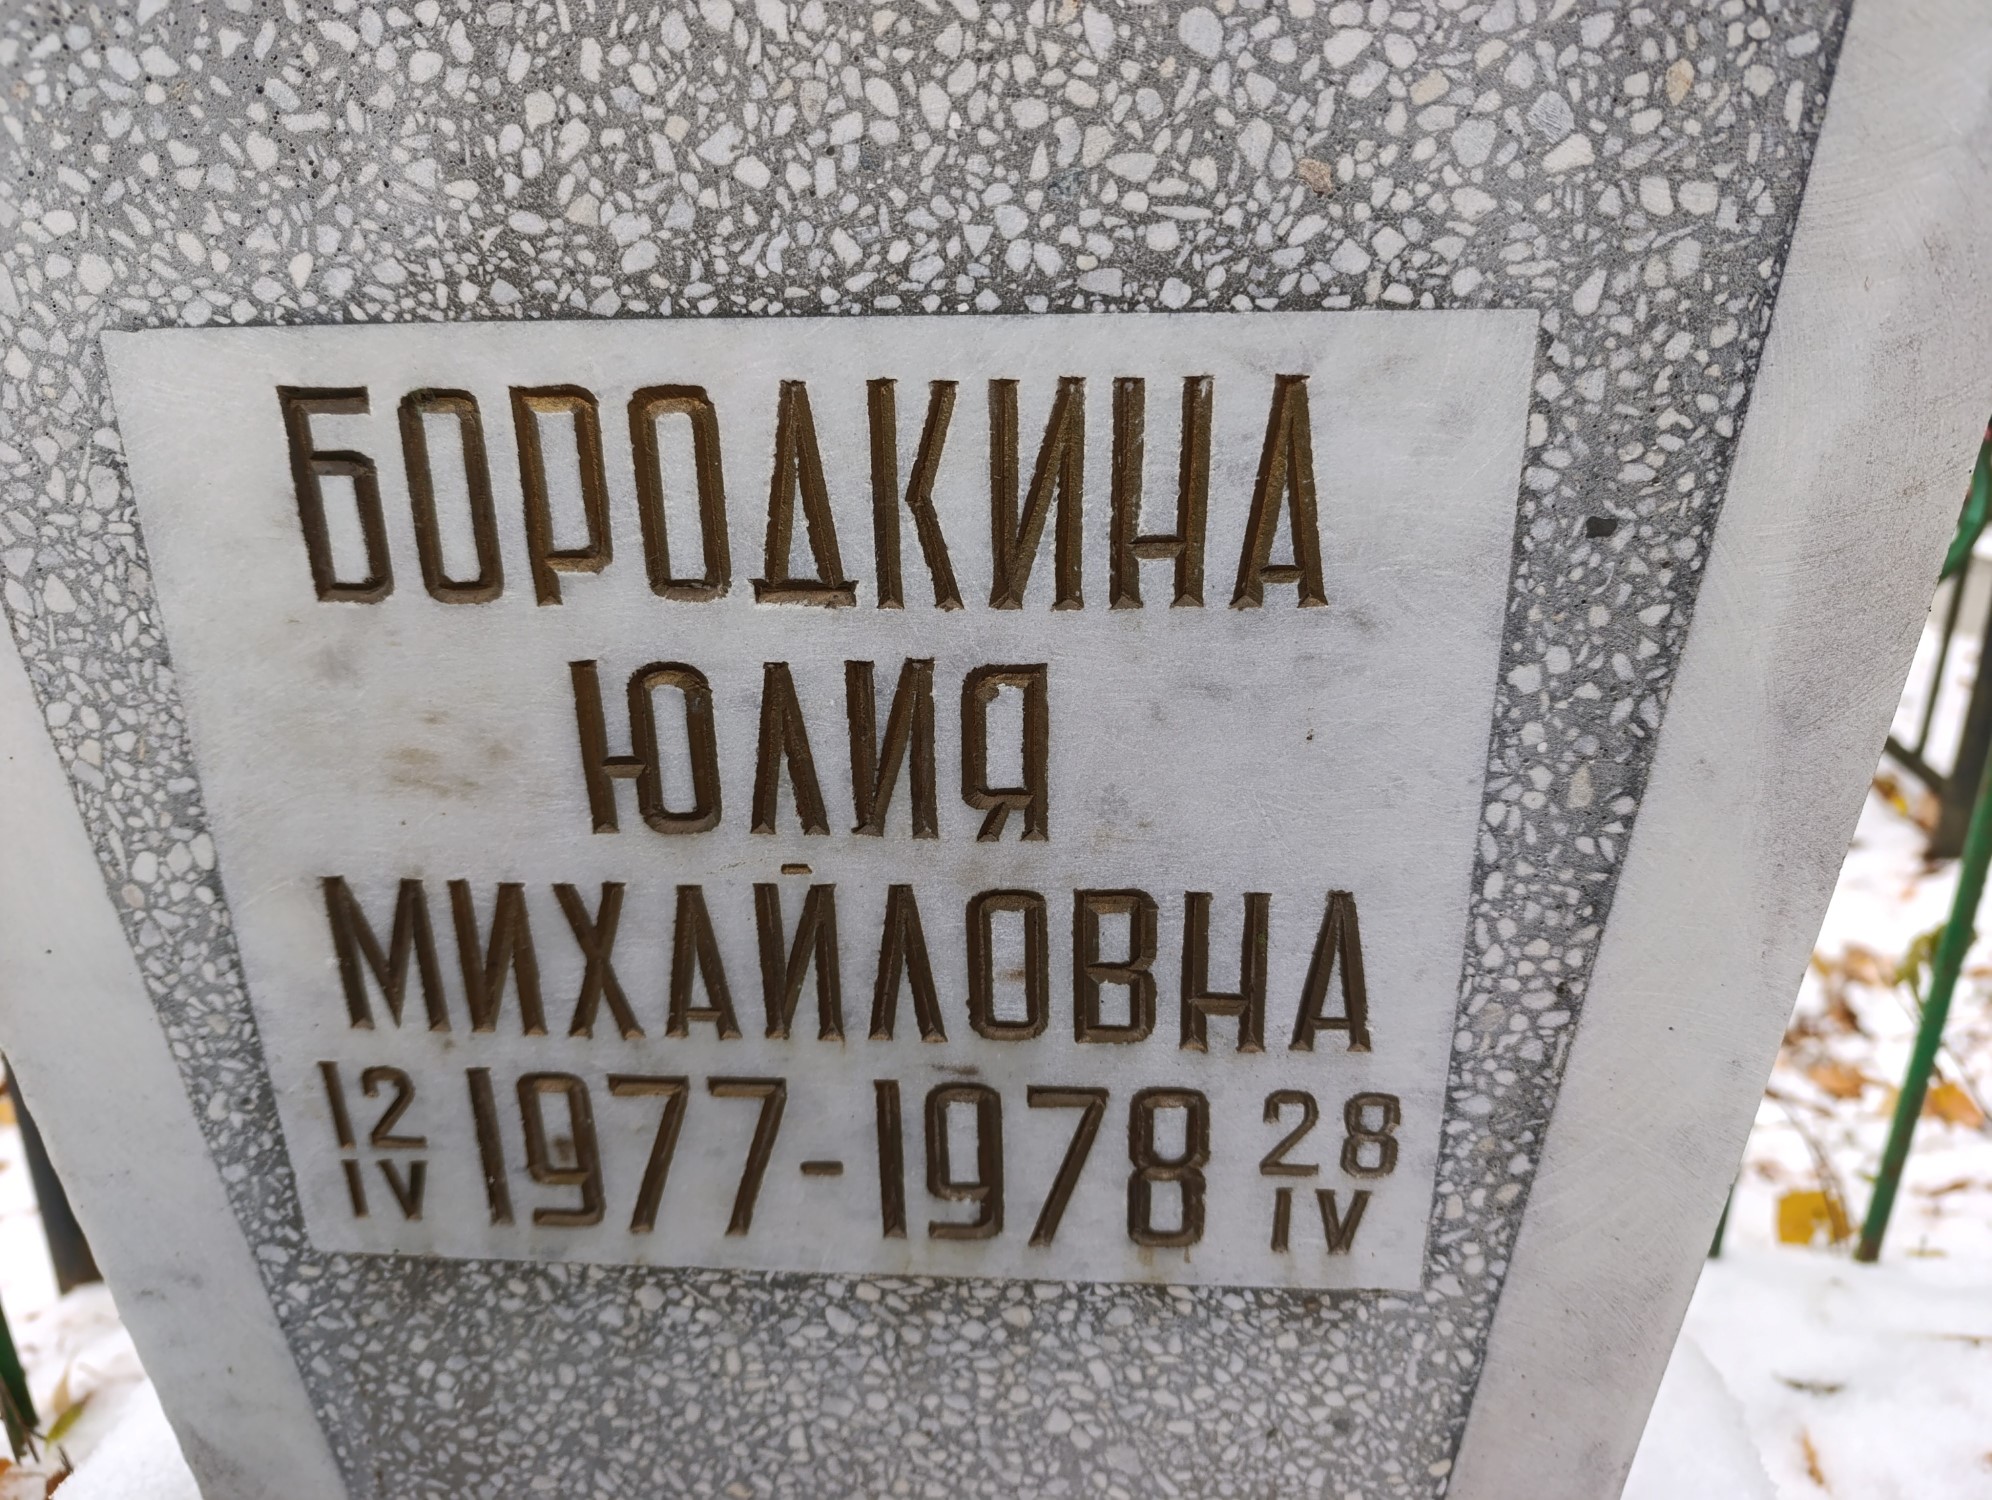 БОРОДКИНА
ЮЛИЯ
МИХАЙЛОВНА
12 IV 1977-1978 28 IV